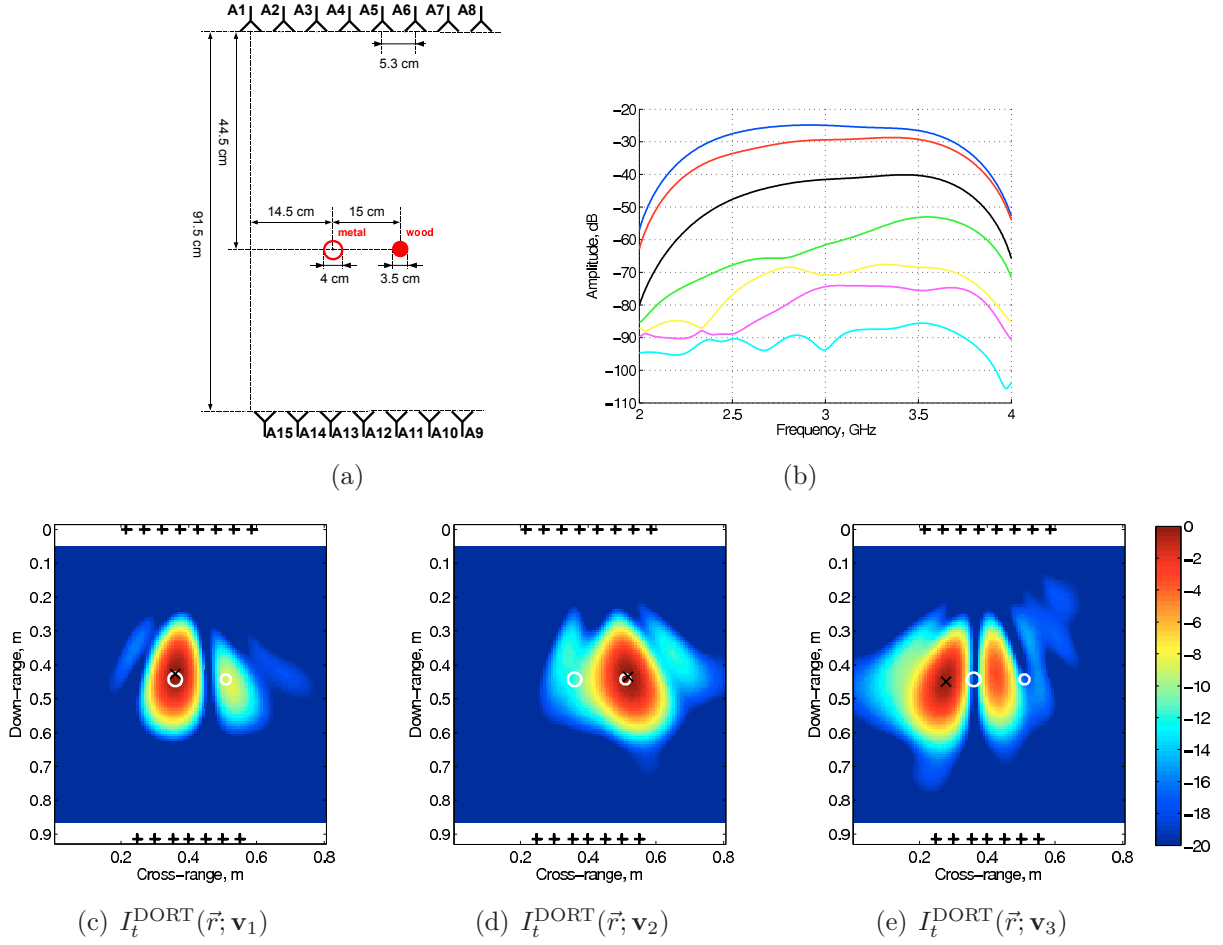 A1 A2 A3 A4 A5 A6 A7 A8
5.3 cm
44.5 cm
91.5 cm
14.5 cm
15 cm
metal
wood
4 cm
3.5 cm
A15 A14 A13 A12 A11 A10 A9
(a)
−20
−30
−40
−50
−60
−70
−80
−90
−100
−110
Amplitude, dB
2 2.5 3 3.5 4
Frequency, GHz
(b)
0
0.1
0.2
0.3
0.4
0.5
0.6
0.7
0.8
0.9
Down−range, m
0.2 0.4 0.6 0.8
Cross−range, m
(c) I_t^DORT(r⃗; v₁)
0
0.1
0.2
0.3
0.4
0.5
0.6
0.7
0.8
0.9
Down−range, m
0.2 0.4 0.6 0.8
Cross−range, m
(d) I_t^DORT(r⃗; v₂)
0
0.1
0.2
0.3
0.4
0.5
0.6
0.7
0.8
0.9
Down−range, m
0.2 0.4 0.6 0.8
Cross−range, m
(e) I_t^DORT(r⃗; v₃)
0
−2
−4
−6
−8
−10
−12
−14
−16
−18
−20